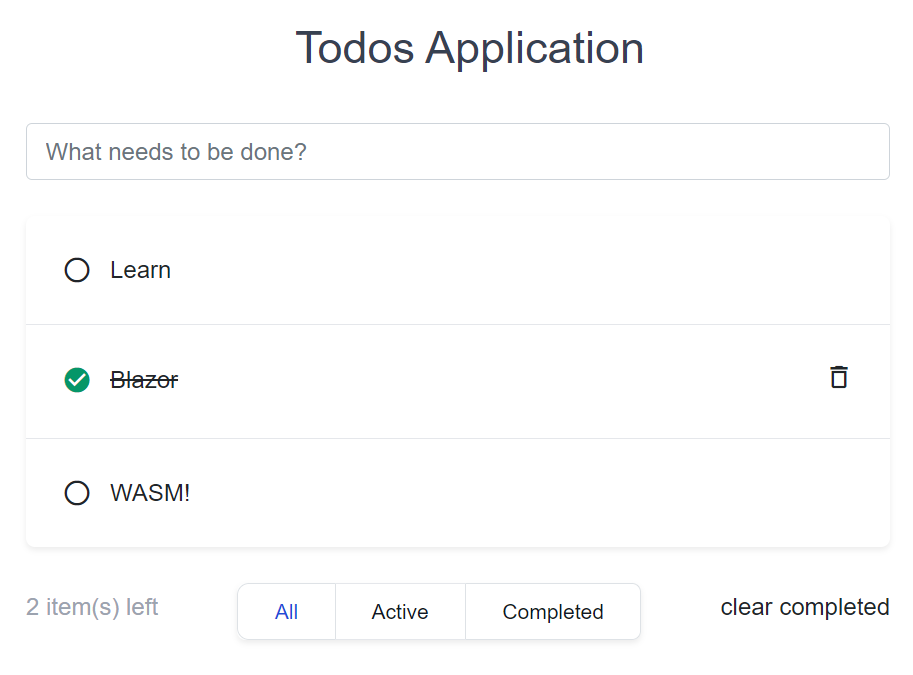 Todos Application
What needs to be done?
Learn
Blazor
WASM!
2 item(s) left
All
Active
Completed
clear completed